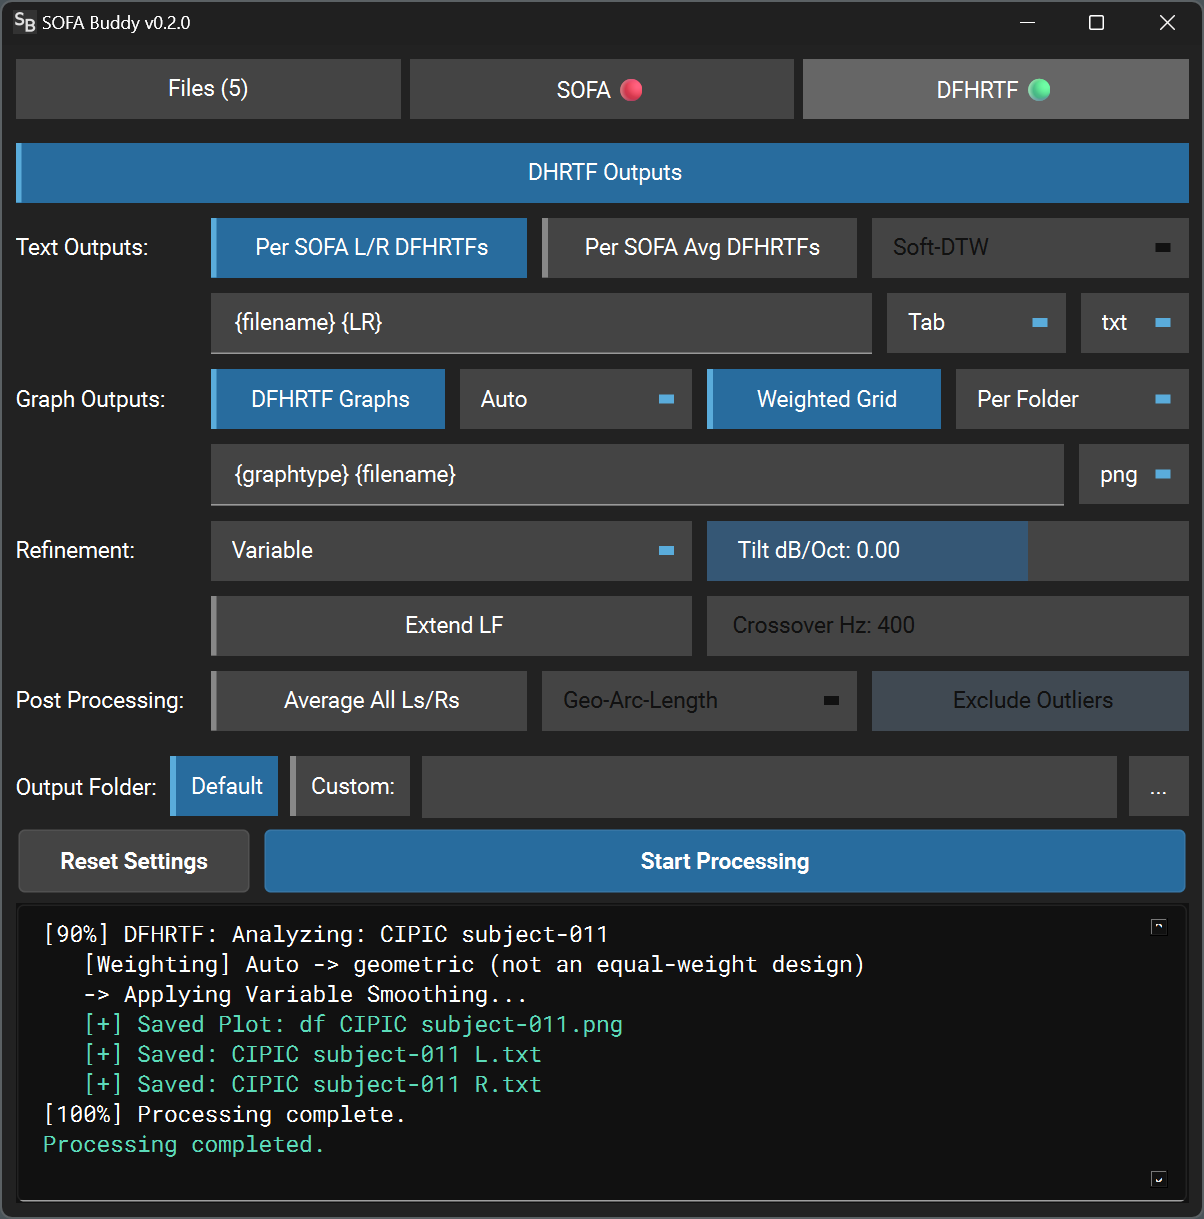 SB SOFA Buddy v0.2.0
Files (5) SOFA DFHRTF
DHRTF Outputs
Text Outputs: Per SOFA L/R DFHRTFs Per SOFA Avg DFHRTFs Soft-DTW
{filename} {LR} Tab txt
Graph Outputs: DFHRTF Graphs Auto Weighted Grid Per Folder
{graphtype} {filename} png
Refinement: Variable Tilt dB/Oct: 0.00
Extend LF Crossover Hz: 400
Post Processing: Average All Ls/Rs Geo-Arc-Length Exclude Outliers
Output Folder: Default Custom: ...
Reset Settings Start Processing
[90%] DFHRTF: Analyzing: CIPIC subject-011
[Weighting] Auto -> geometric (not an equal-weight design)
-> Applying Variable Smoothing...
[+] Saved Plot: df CIPIC subject-011.png
[+] Saved: CIPIC subject-011 L.txt
[+] Saved: CIPIC subject-011 R.txt
[100%] Processing complete.
Processing completed.